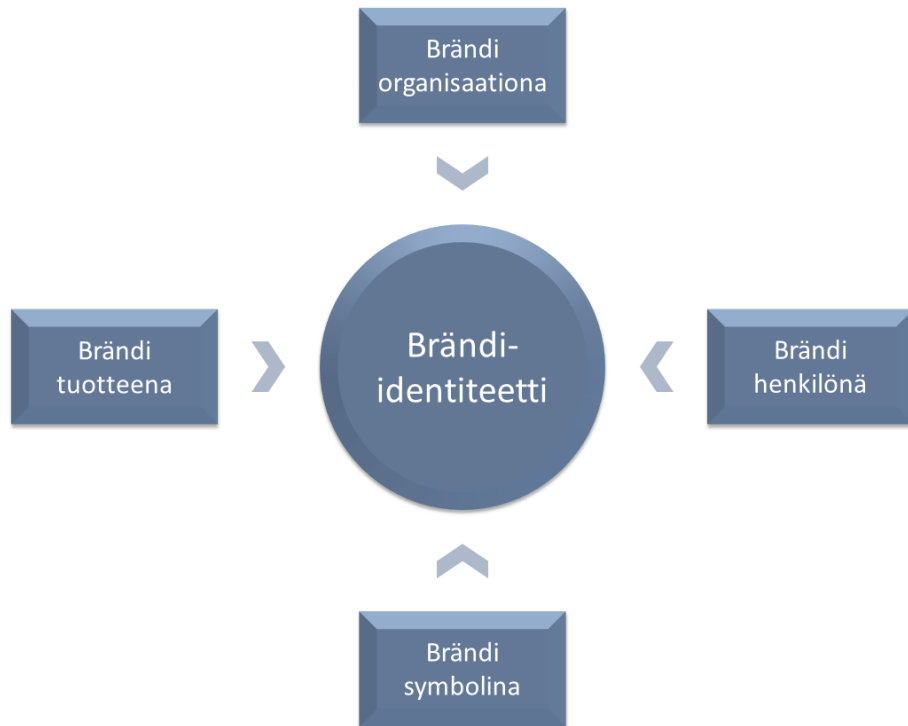 Brändi
organisaationa
Brändi
tuotteena
Brändi-
identiteetti
Brändi
henkilönä
Brändi
symbolina